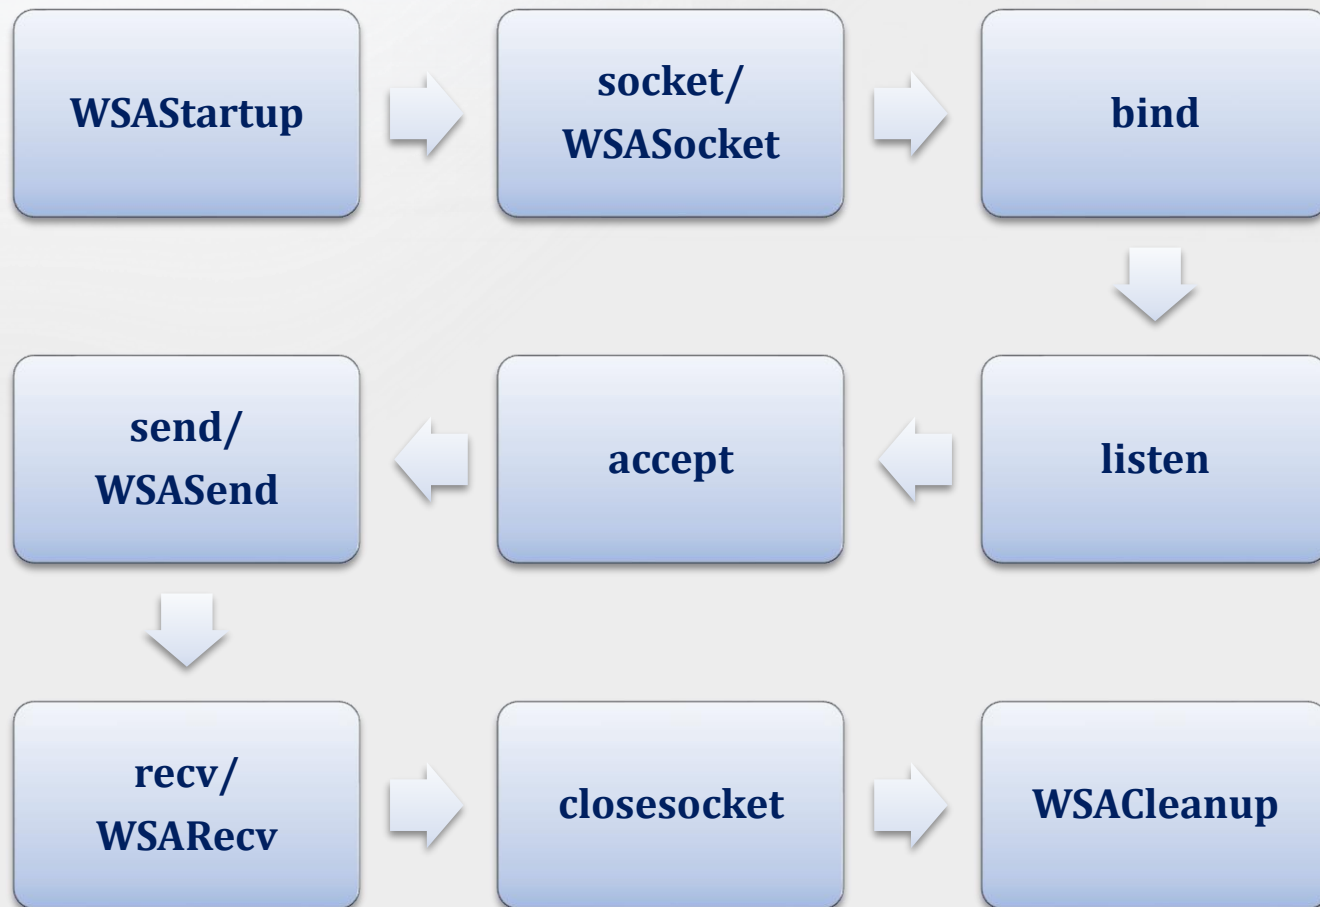 WSAStartup
socket/
WSASocket
bind
listen
accept
send/
WSASend
recv/
WSARecv
closesocket
WSACleanup